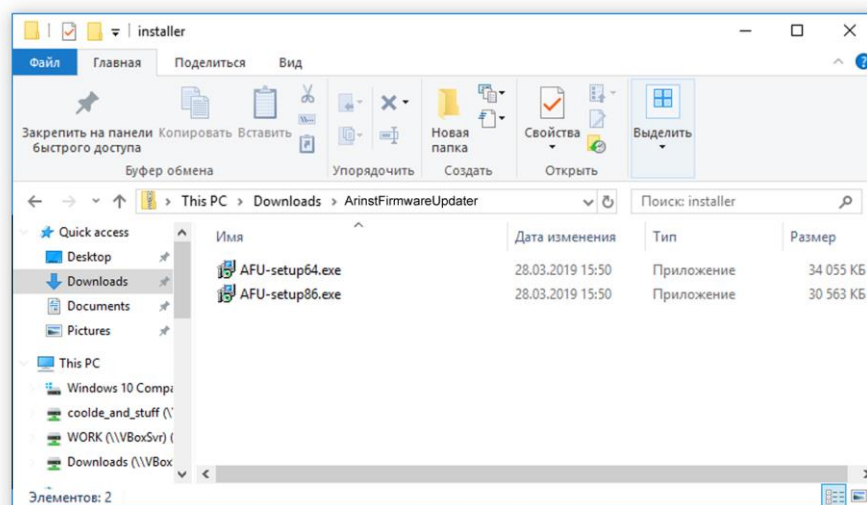 installer
Файл Главная Поделиться Вид
Закрепить на панели быстрого доступа
Копировать
Вставить
Новая папка
Свойства
Выделить
Буфер обмена Упорядочить Создать Открыть
This PC > Downloads > ArinstFirmwareUpdater
Поиск: installer
Quick access
Desktop
Downloads
Documents
Pictures
This PC
Windows 10 Compa
coolde_and_stuff (\\
WORK (\\VBoxSvr) (
Downloads (\\VBox
Имя Дата изменения Тип Размер
AFU-setup64.exe 28.03.2019 15:50 Приложение 34 055 КБ
AFU-setup86.exe 28.03.2019 15:50 Приложение 30 563 КБ
Элементов: 2